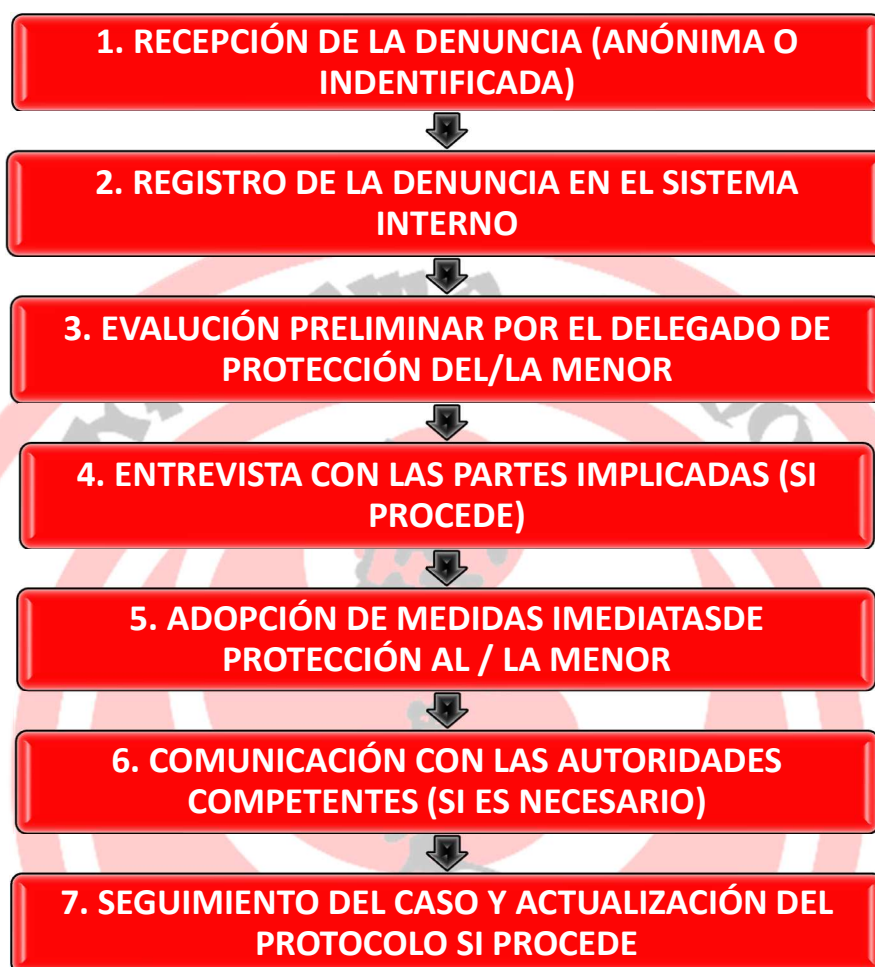 1. RECEPCIÓN DE LA DENUNCIA (ANÓNIMA O
INDENTIFICADA)
2. REGISTRO DE LA DENUNCIA EN EL SISTEMA
INTERNO
3. EVALUCIÓN PRELIMINAR POR EL DELEGADO DE
PROTECCIÓN DEL/LA MENOR
4. ENTREVISTA CON LAS PARTES IMPLICADAS (SI
PROCEDE)
5. ADOPCIÓN DE MEDIDAS IMEDIATASDE
PROTECCIÓN AL / LA MENOR
6. COMUNICACIÓN CON LAS AUTORIDADES
COMPETENTES (SI ES NECESARIO)
7. SEGUIMIENTO DEL CASO Y ACTUALIZACIÓN DEL
PROTOCOLO SI PROCEDE